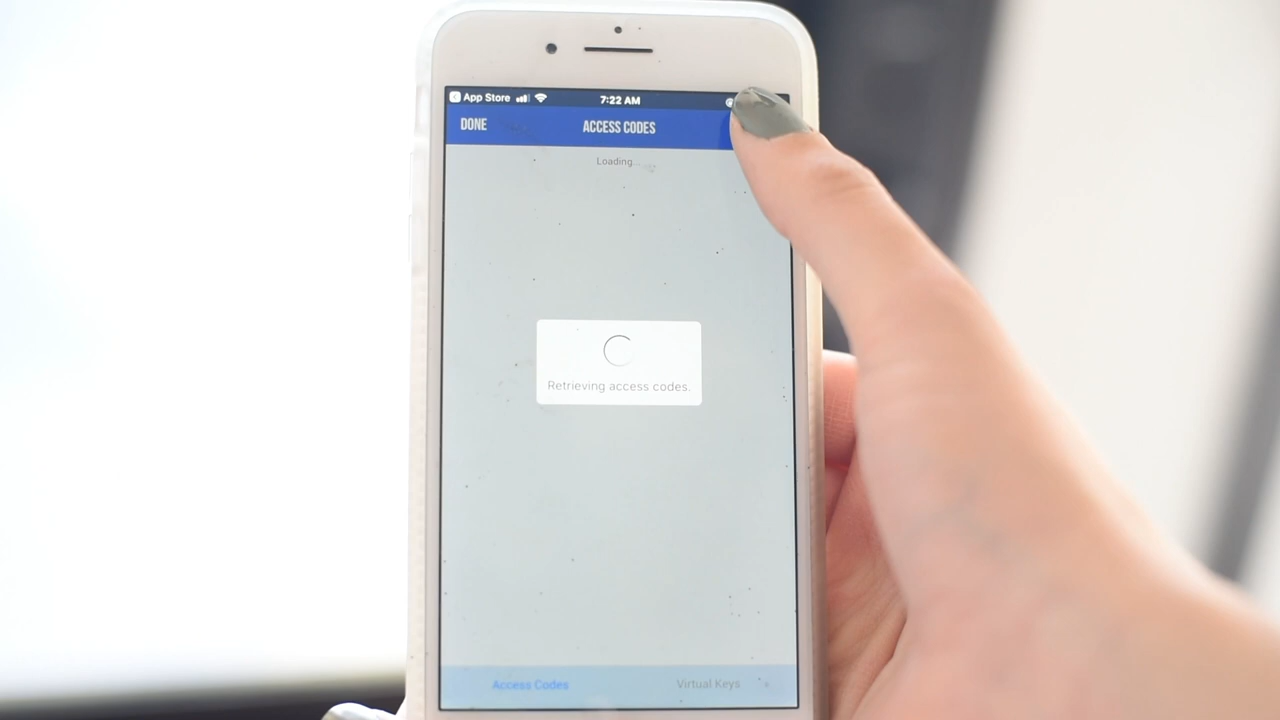 App Store 7:22 AM
DONE ACCESS CODES
Loading...
Retrieving access codes.
Access Codes Virtual Keys